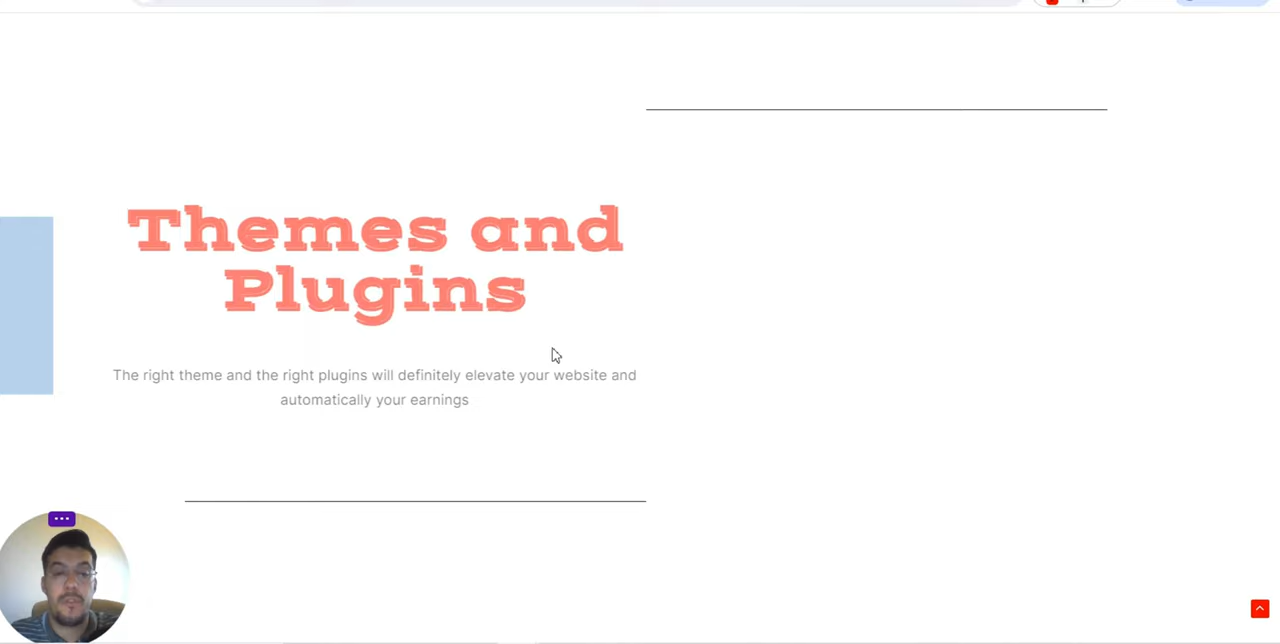 Themes and
Plugins
The right theme and the right plugins will definitely elevate your website and
automatically your earnings